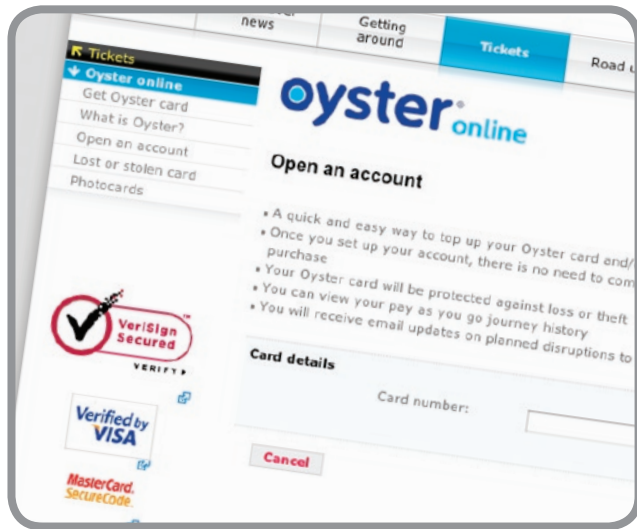 news
Getting
around
Tickets
Road
Tickets
Oyster online
Get Oyster card
What is Oyster?
Open an account
Lost or stolen card
Photocards
VeriSign
Secured
VERIFY
Verified by
VISA
MasterCard.
SecureCode.
Oyster online
Open an account
A quick and easy way to top up your Oyster card and/
Once you set up your account, there is no need to com
purchase
Your Oyster card will be protected against loss or theft
You can view your pay as you go journey history
You will receive email updates on planned disruptions to
Card details
Card number:
Cancel